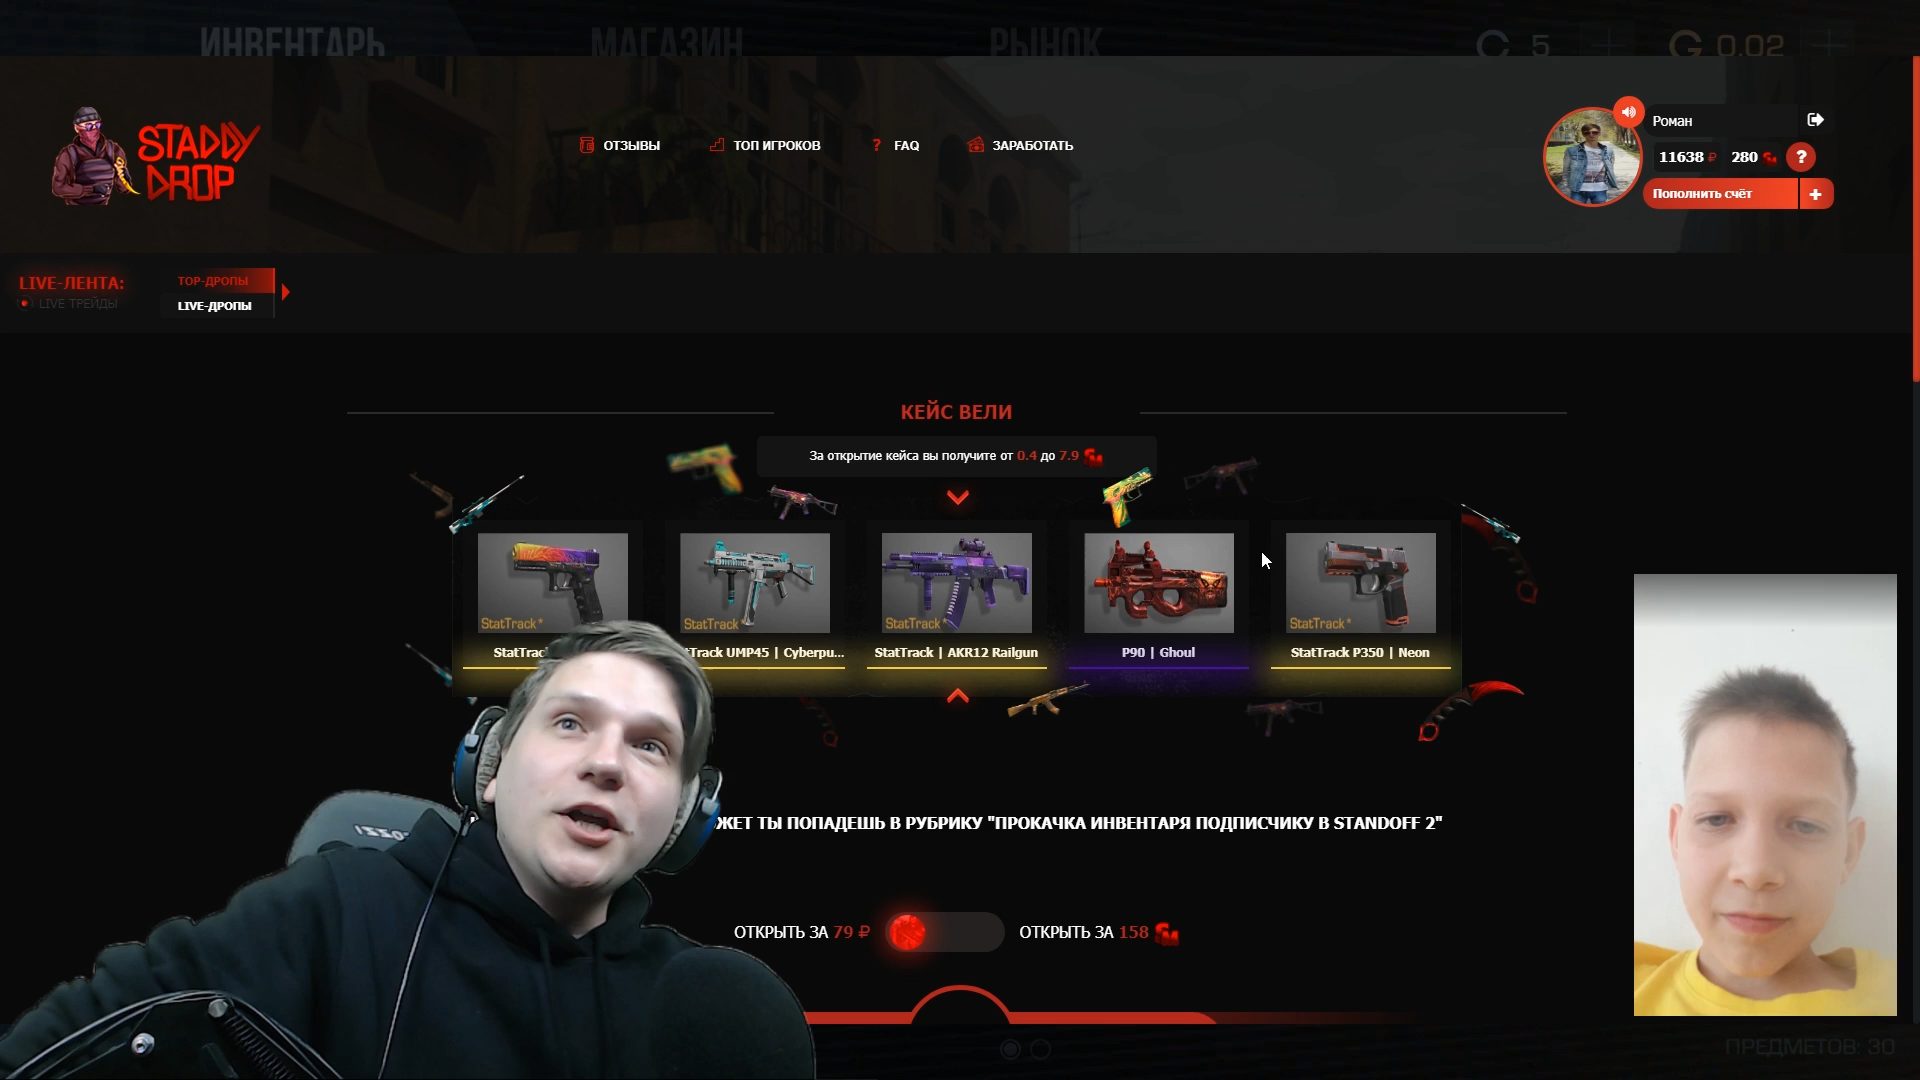 ИНВЕНТАРЬ
МАГАЗИН
РЫНОК
5
G 0.02
STADDY
DROP
ОТЗЫВЫ
ТОП ИГРОКОВ
? FAQ
ЗАРАБОТАТЬ
Роман
11638 ₽ 280 ?
Пополнить счёт +
LIVE-ЛЕНТА:
LIVE ТРЕЙДЫ
TOP-ДРОПЫ
LIVE-ДРОПЫ
КЕЙС ВЕЛИ
За открытие кейса вы получите от 0.4 до 7.9
StatTrack*
StatTrack*
StatTrack*
StatTrack*
StatTrac
Track UMP45 | Cyberpu...
StatTrack | AKR12 Railgun
P90 | Ghoul
StatTrack P350 | Neon
ЖЕТ ТЫ ПОПАДЕШЬ В РУБРИКУ "ПРОКАЧКА ИНВЕНТАРЯ ПОДПИСЧИКУ В STANDOFF 2"
ОТКРЫТЬ ЗА 79 ₽
ОТКРЫТЬ ЗА 158
ПРЕДМЕТОВ: 30